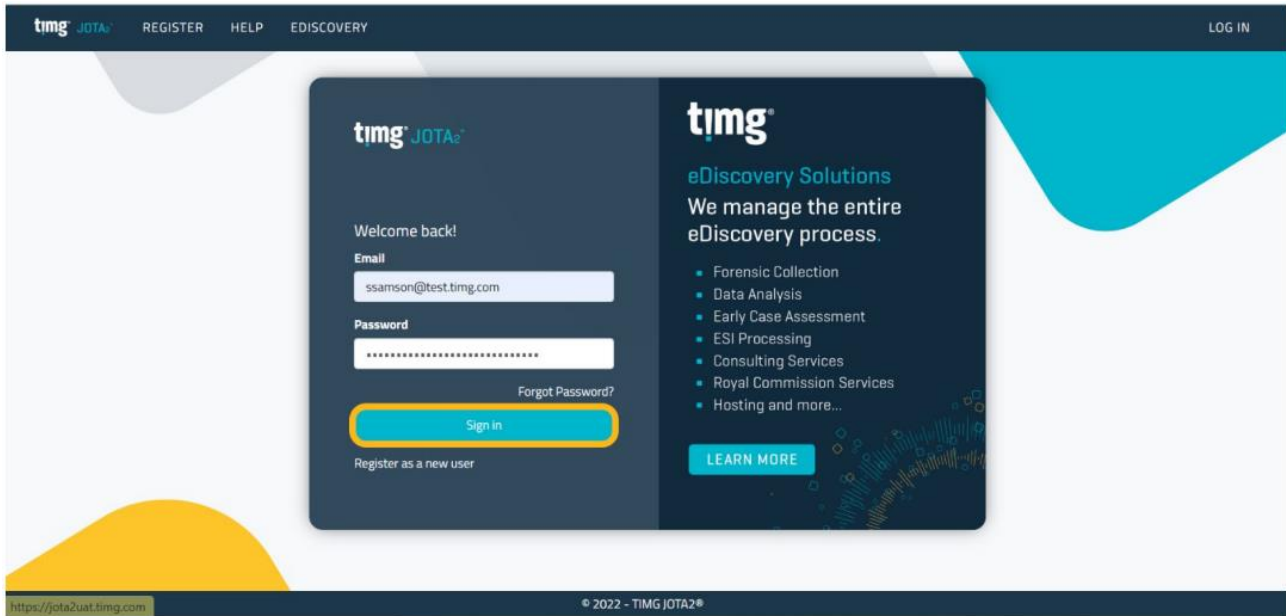 timg® JOTA2® REGISTER HELP EDISCOVERY LOG IN
timg® JOTA2®
Welcome back!
Email
ssamson@test.timg.com
Password
Forgot Password?
Sign in
Register as a new user
timg®
eDiscovery Solutions
We manage the entire
eDiscovery process.
Forensic Collection
Data Analysis
Early Case Assessment
ESI Processing
Consulting Services
Royal Commission Services
Hosting and more...
LEARN MORE
https://jota2uat.timg.com
© 2022 - TIMG JOTA2®